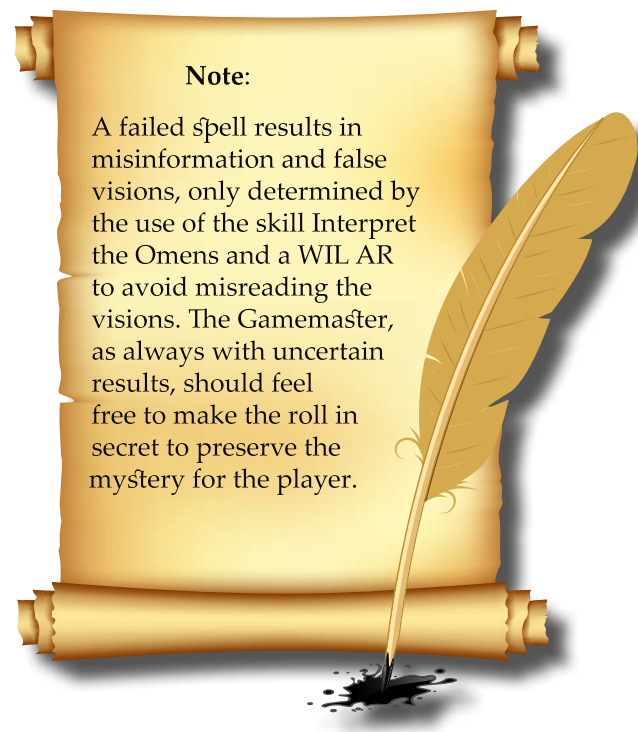 Note:
A failed spell results in
misinformation and false
visions, only determined by
the use of the skill Interpret
the Omens and a WIL AR
to avoid misreading the
visions. The Gamemaster,
as always with uncertain
results, should feel
free to make the roll in
secret to preserve the
mystery for the player.